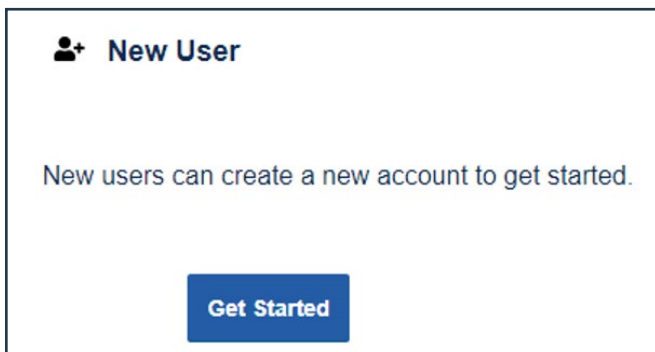 New User
New users can create a new account to get started.
Get Started